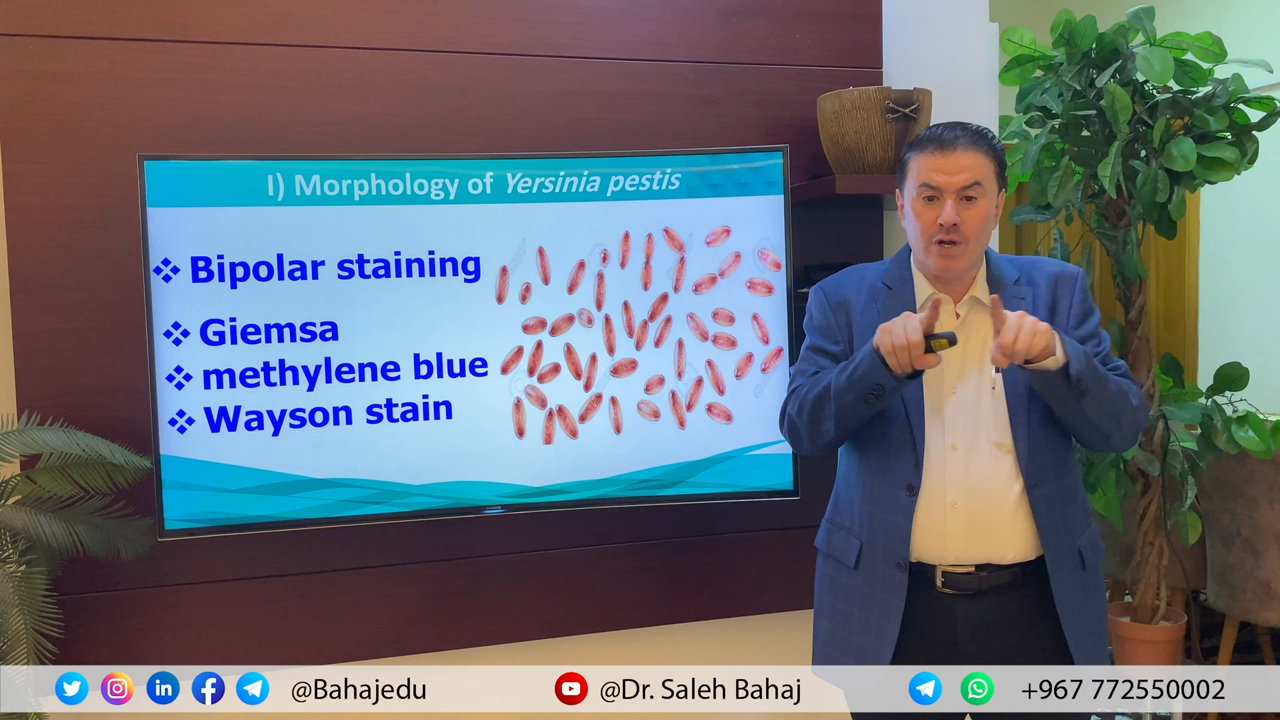 I) Morphology of Yersinia pestis
❖ Bipolar staining
❖ Giemsa
❖ methylene blue
❖ Wayson stain
@Bahajedu @Dr. Saleh Bahaj +967 772550002